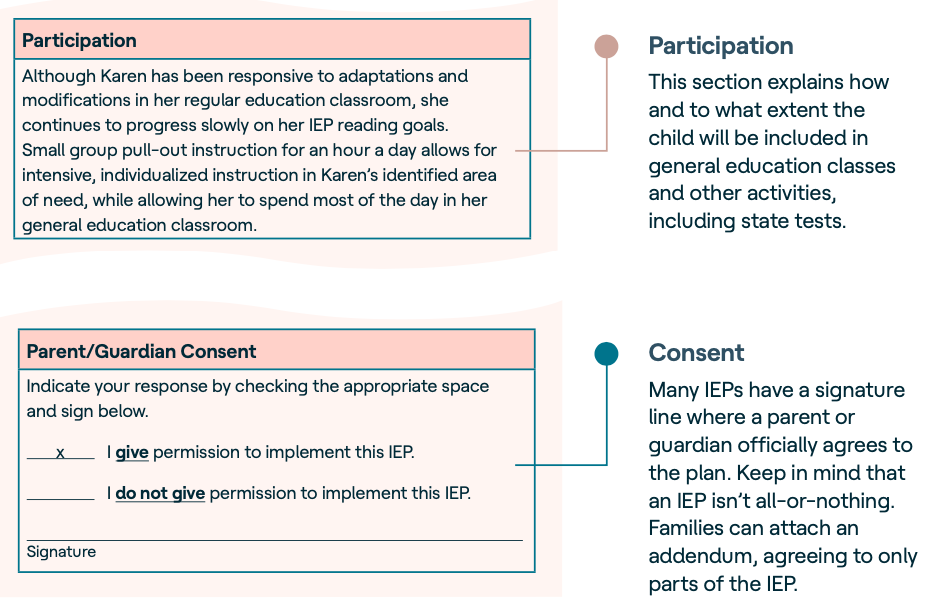 Participation
Although Karen has been responsive to adaptations and
modifications in her regular education classroom, she
continues to progress slowly on her IEP reading goals.
Small group pull-out instruction for an hour a day allows for
intensive, individualized instruction in Karen's identified area
of need, while allowing her to spend most of the day in her
general education classroom.
Participation
This section explains how
and to what extent the
child will be included in
general education classes
and other activities,
including state tests.
Parent/Guardian Consent
Indicate your response by checking the appropriate space
and sign below.
x I give permission to implement this IEP.
I do not give permission to implement this IEP.
Signature
Consent
Many IEPs have a signature
line where a parent or
guardian officially agrees to
the plan. Keep in mind that
an IEP isn't all-or-nothing.
Families can attach an
addendum, agreeing to only
parts of the IEP.